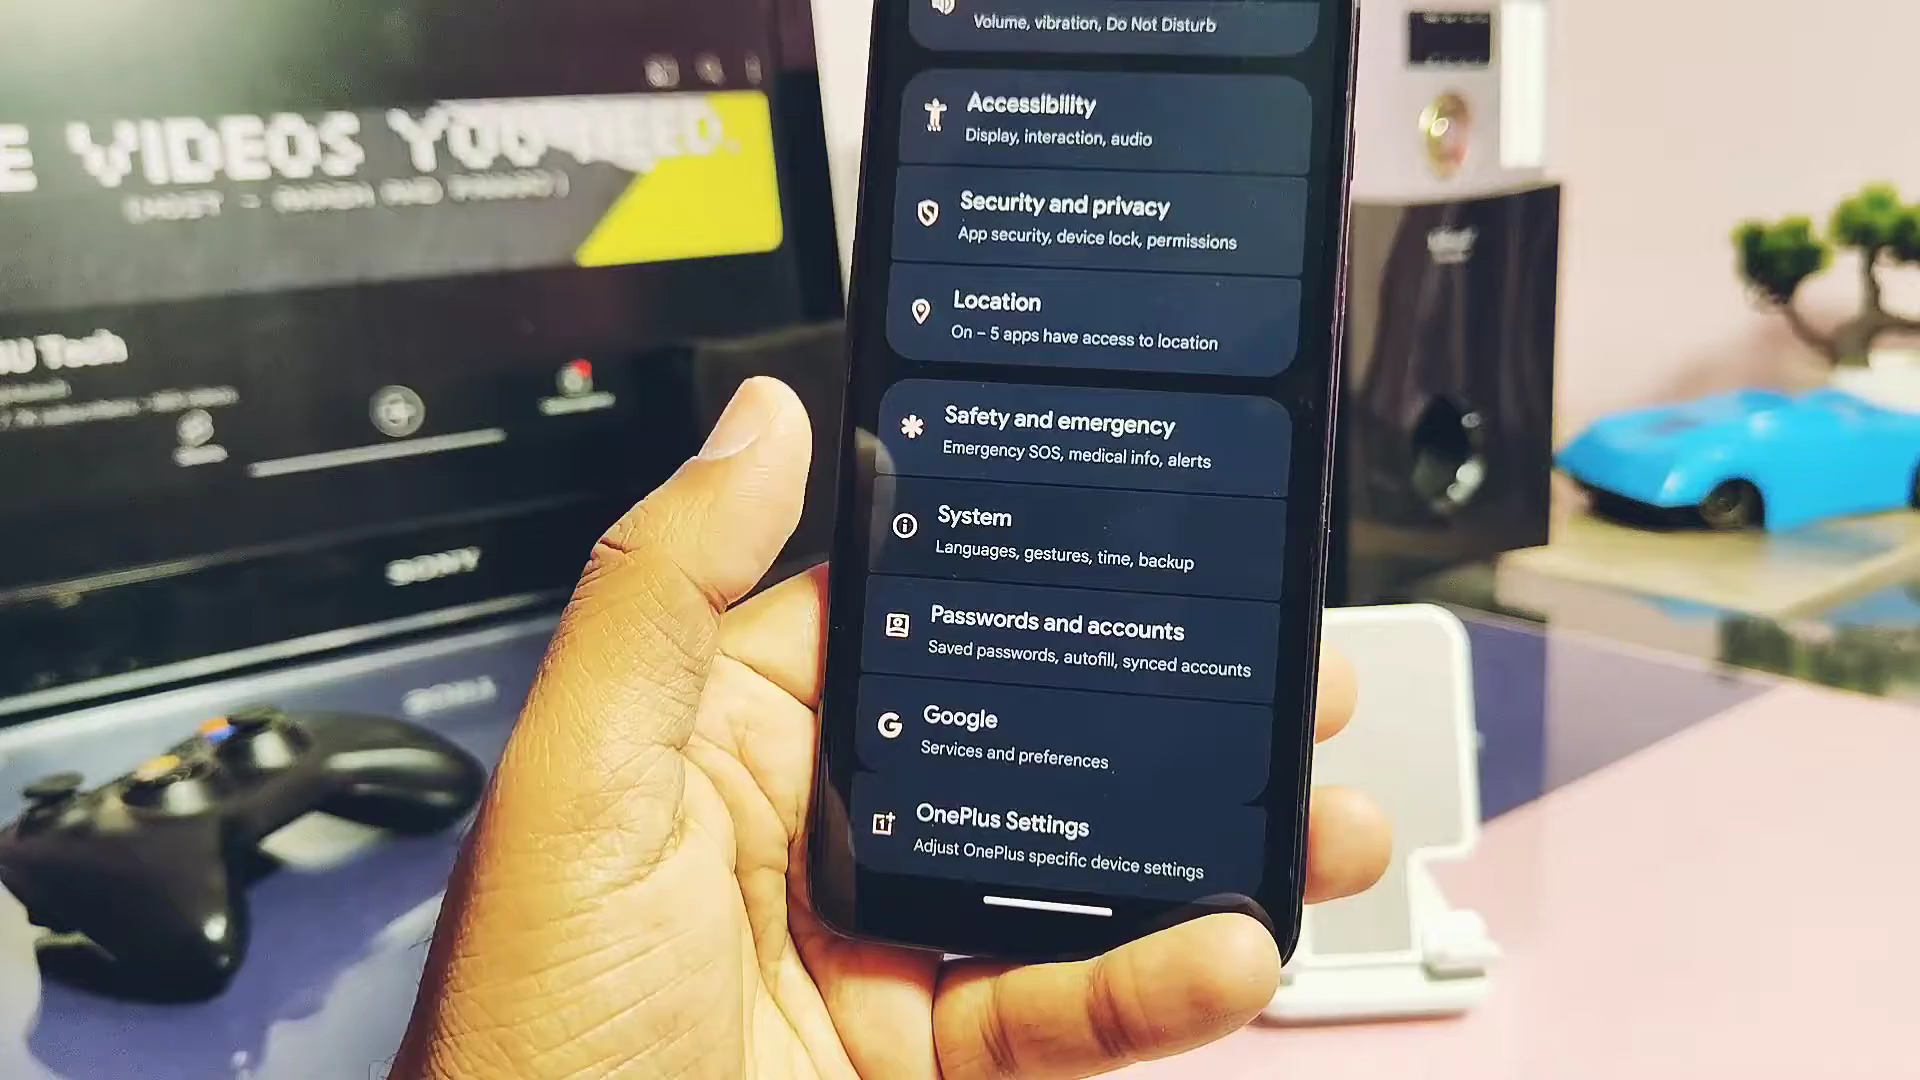 Volume, vibration, Do Not Disturb
Accessibility
Display, interaction, audio
Security and privacy
App security, device lock, permissions
Location
On – 5 apps have access to location
Safety and emergency
Emergency SOS, medical info, alerts
System
Languages, gestures, time, backup
Passwords and accounts
Saved passwords, autofill, synced accounts
Google
Services and preferences
OnePlus Settings
Adjust OnePlus specific device settings
E VIDEOS YOU NEED.
U Tech
SONY